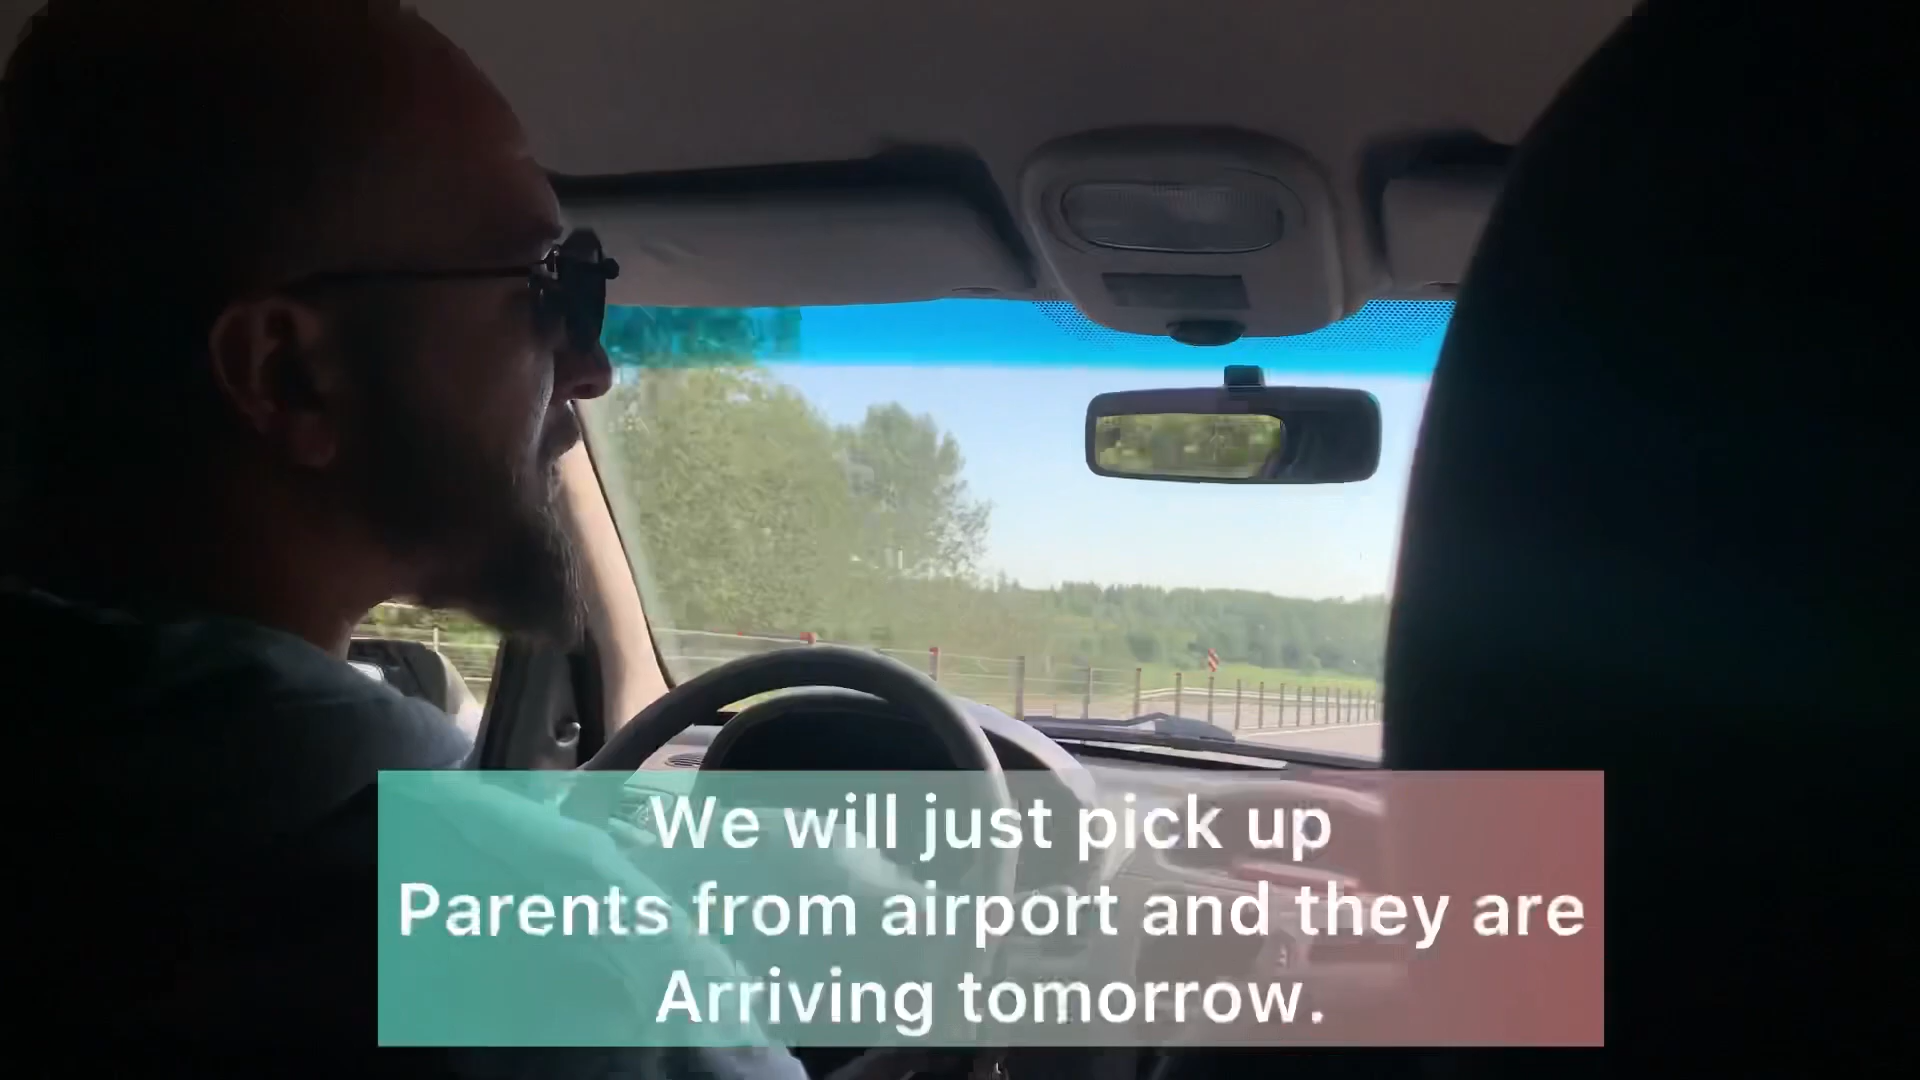 We will just pick up
Parents from airport and they are
Arriving tomorrow.